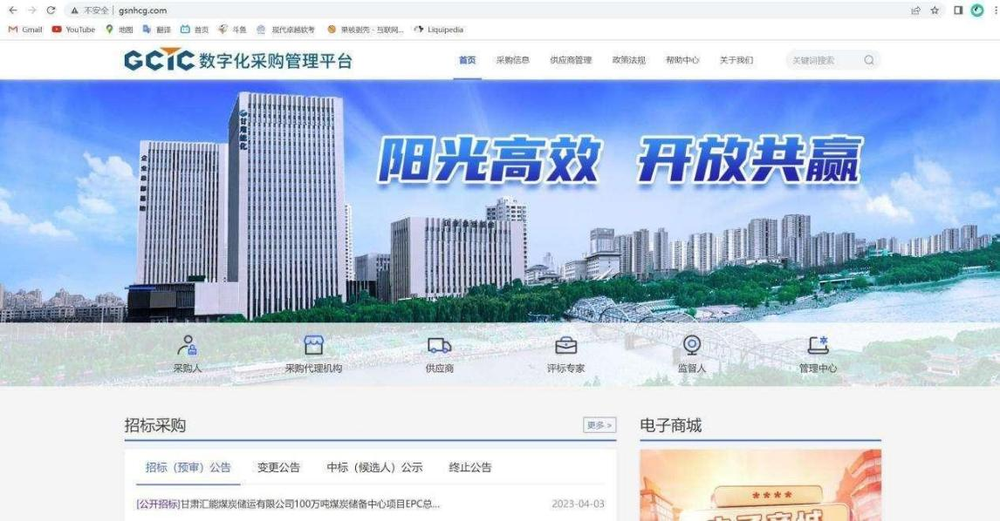 不安全 gsnhcg.com
Gmail YouTube 地图 翻译 首页 斗鱼 现代卓越软考 果核剥壳 - 互联网... Liquipedia
GCTC 数字化采购管理平台 首页 采购信息 供应商管理 政策法规 帮助中心 关于我们 关键词搜索
阳光高效 开放共赢
甘肃能化
采购人 采购代理机构 供应商 评标专家 监督人 管理中心
招标采购 更多 > 电子商城
招标（预审）公告 变更公告 中标（候选人）公示 终止公告
[公开招标]甘肃汇能煤炭储运有限公司100万吨煤炭储备中心项目EPC总... 2023-04-03
****
电子商城